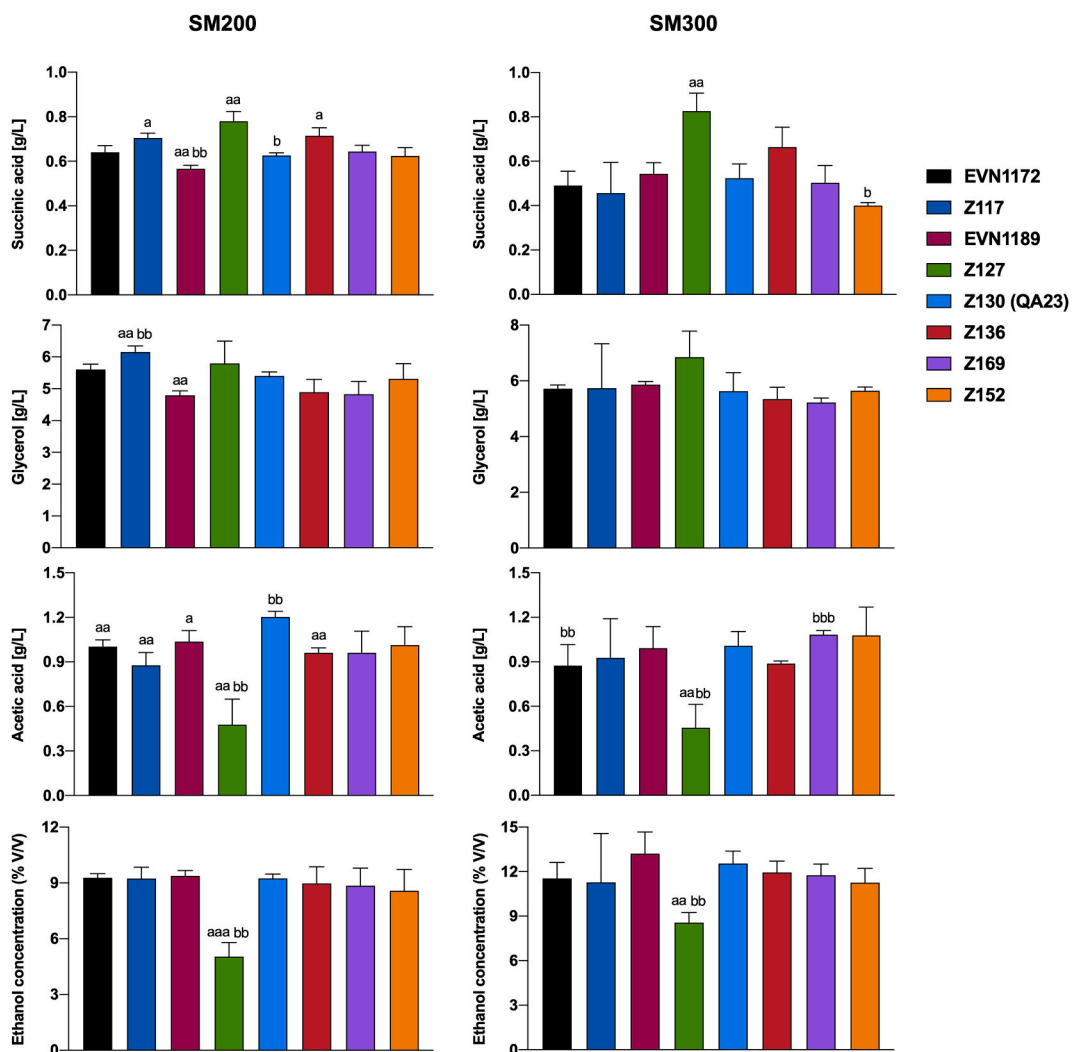 SM200
SM300
Succinic acid [g/L]
1.0
0.8
0.6
0.4
0.2
0.0
a
aa bb
aa
b
a
Succinic acid [g/L]
1.0
0.8
0.6
0.4
0.2
0.0
aa
b
EVN1172
Z117
EVN1189
Z127
Z130 (QA23)
Z136
Z169
Z152
Glycerol [g/L]
7
6
5
4
3
2
1
0
aa bb
aa
Glycerol [g/L]
8
6
4
2
0
Acetic acid [g/L]
1.5
1.2
0.9
0.6
0.3
0.0
aa
aa
a
aa bb
bb
aa
Acetic acid [g/L]
1.5
1.2
0.9
0.6
0.3
0.0
bb
aa bb
bbb
Ethanol concentration (% V/V)
12
9
6
3
0
aaa bb
Ethanol concentration (% V/V)
15
12
9
6
3
0
aa bb